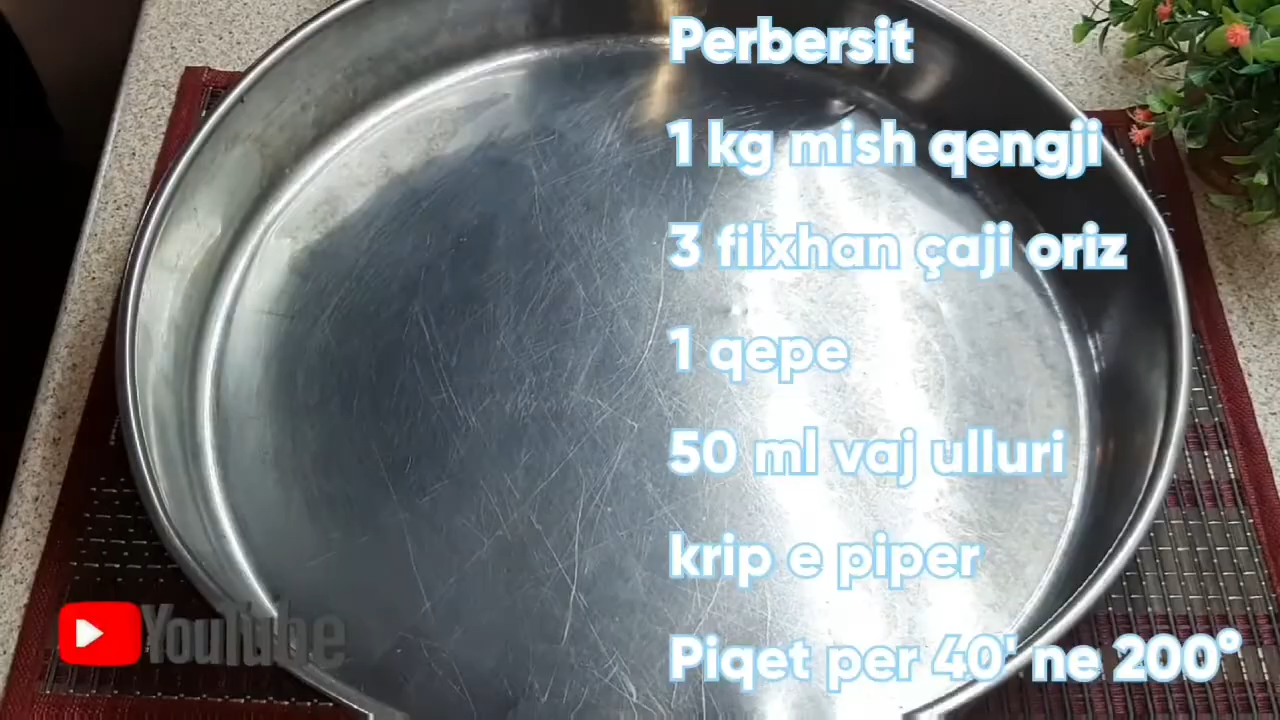 Perbersit
1 kg mish qengji
3 filxhan çaji oriz
1 qepe
50 ml vaj ulluri
krip e piper
Piqet per 40' ne 200°
YouTube